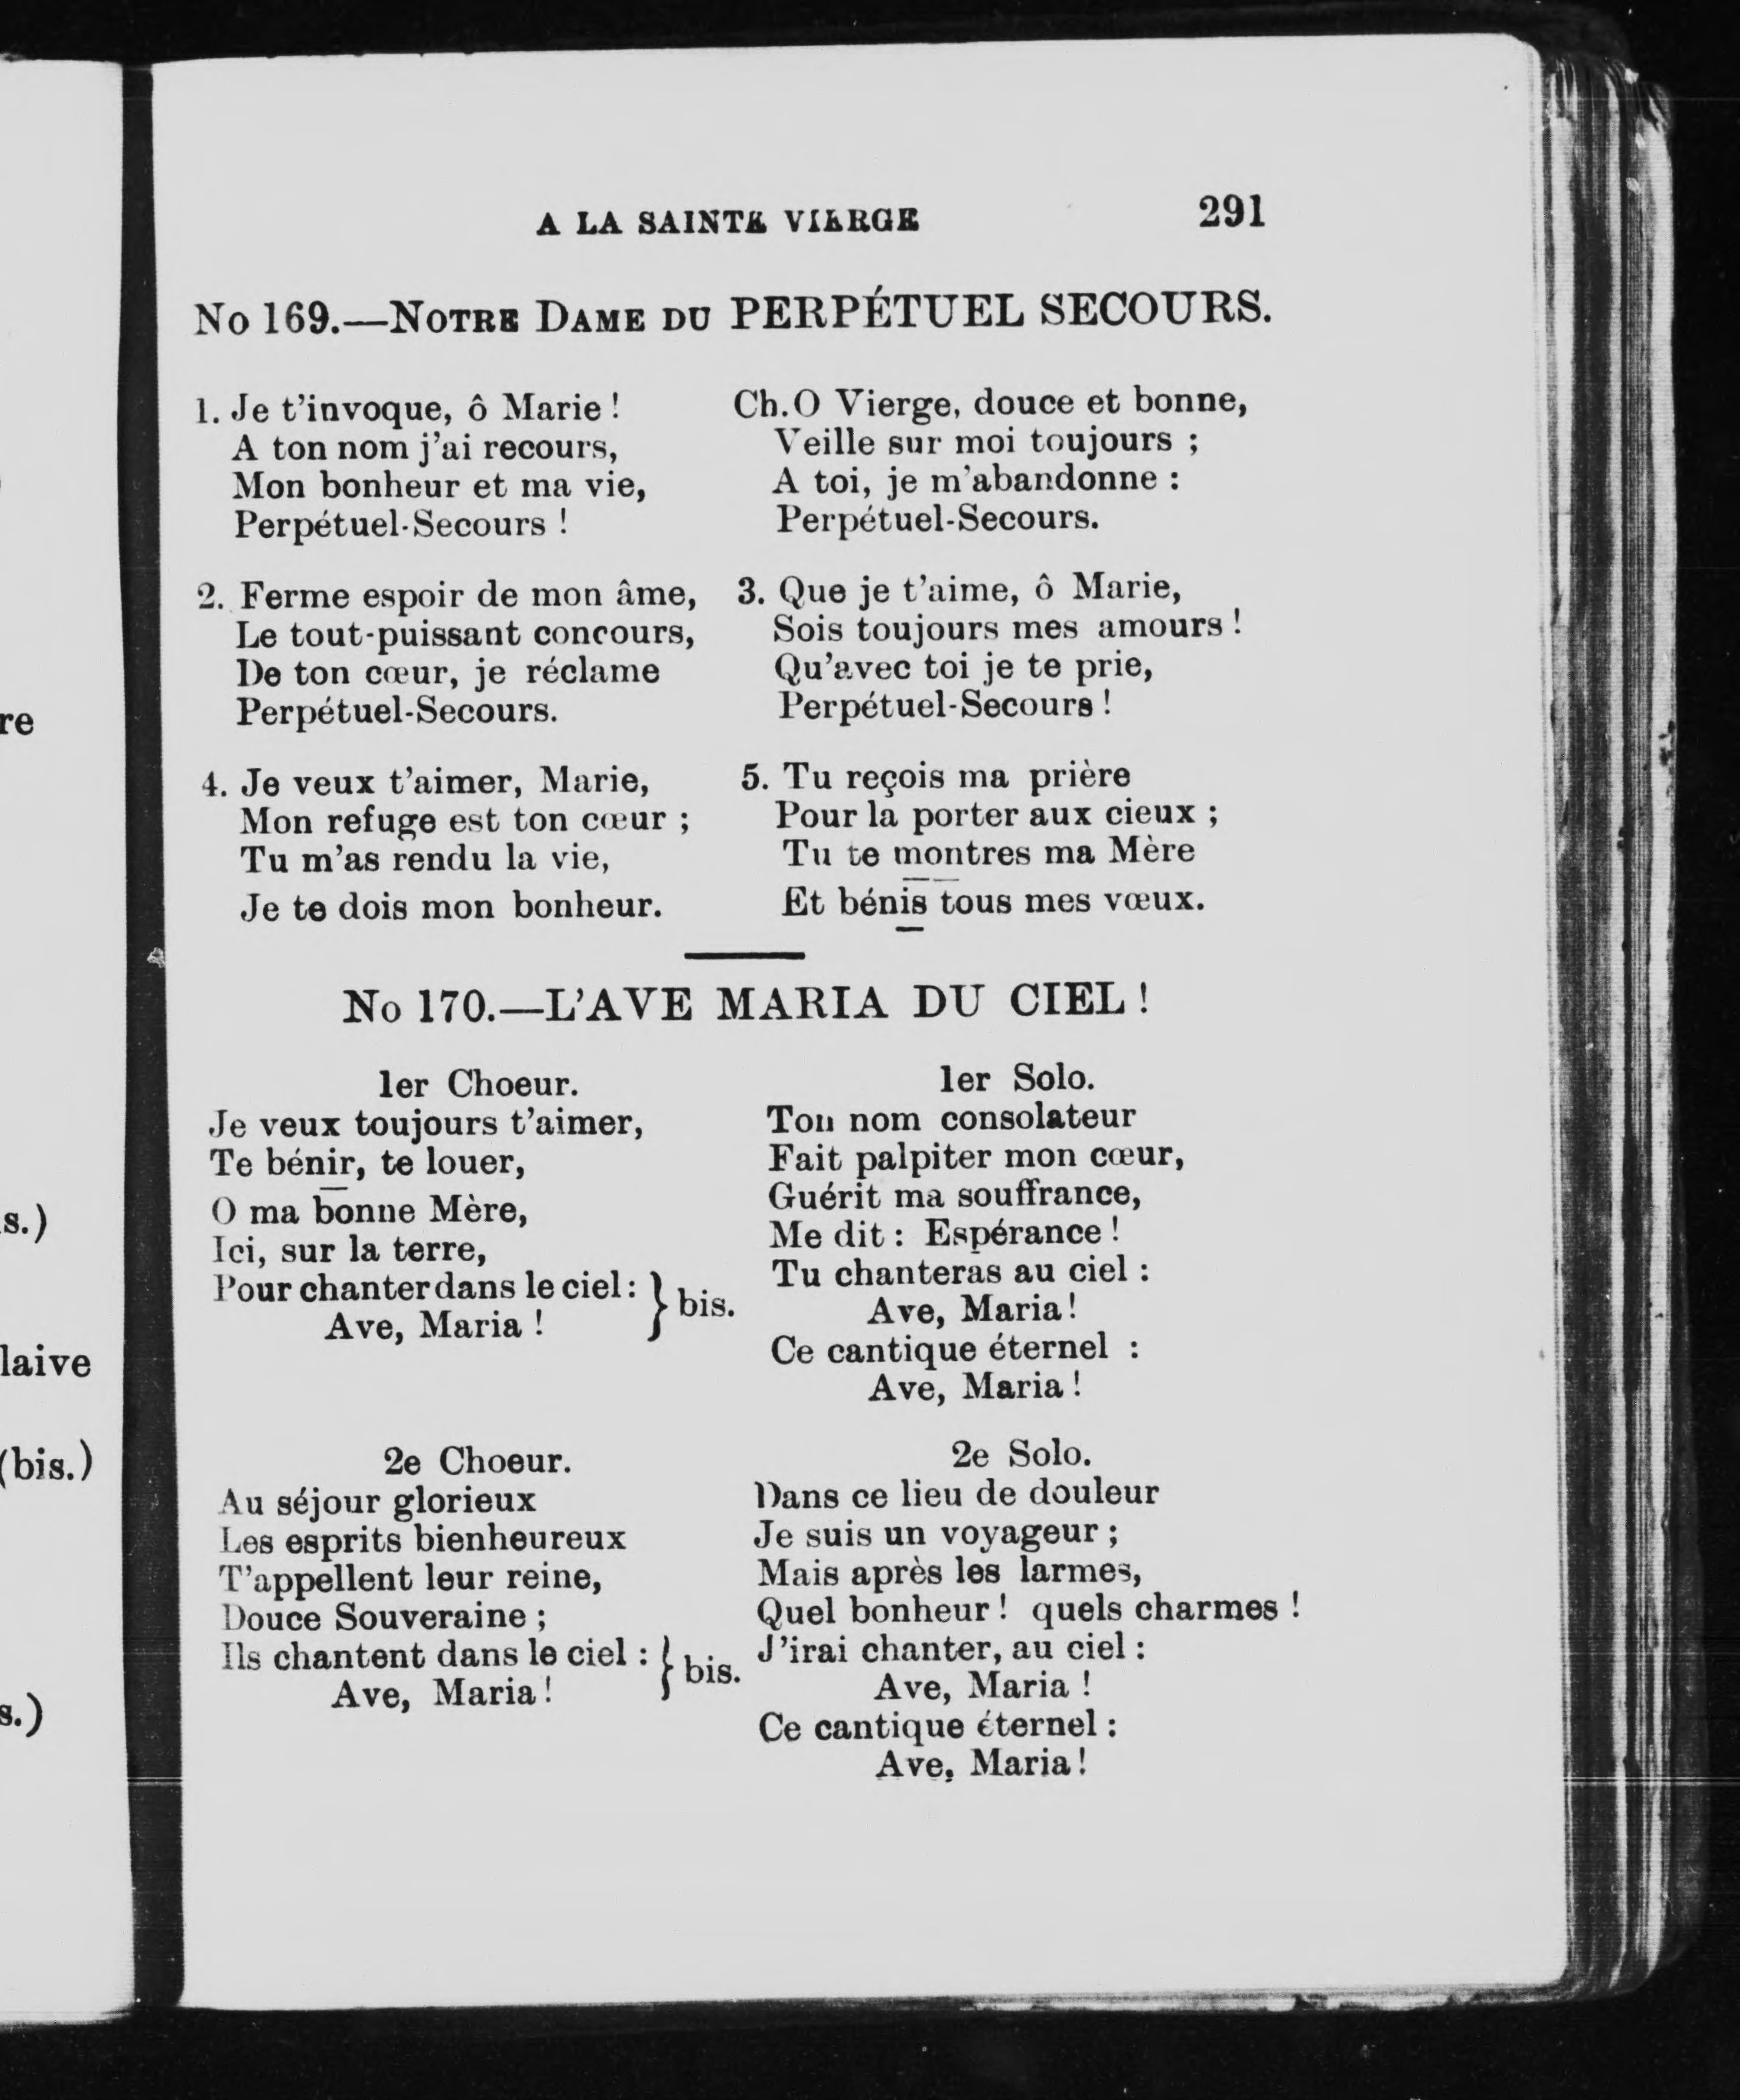 A LA SAINTE VIERGE 291
No 169.—NOTRE DAME DU PERPÉTUEL SECOURS.
1. Je t'invoque, ô Marie !
A ton nom j'ai recours,
Mon bonheur et ma vie,
Perpétuel-Secours !
Ch. O Vierge, douce et bonne,
Veille sur moi toujours ;
A toi, je m'abandonne :
Perpétuel-Secours.
2. Ferme espoir de mon âme,
Le tout-puissant concours,
De ton cœur, je réclame
Perpétuel-Secours.
3. Que je t'aime, ô Marie,
Sois toujours mes amours !
Qu'avec toi je te prie,
Perpétuel-Secours !
4. Je veux t'aimer, Marie,
Mon refuge est ton cœur ;
Tu m'as rendu la vie,
Je te dois mon bonheur.
5. Tu reçois ma prière
Pour la porter aux cieux ;
Tu te montres ma Mère
Et bénis tous mes vœux.
No 170.—L'AVE MARIA DU CIEL !
1er Choeur.
Je veux toujours t'aimer,
Te bénir, te louer,
O ma bonne Mère,
Ici, sur la terre,
Pour chanter dans le ciel : } bis.
Ave, Maria !
1er Solo.
Ton nom consolateur
Fait palpiter mon cœur,
Guérit ma souffrance,
Me dit : Espérance !
Tu chanteras au ciel :
Ave, Maria !
Ce cantique éternel :
Ave, Maria !
2e Choeur.
Au séjour glorieux
Les esprits bienheureux
T'appellent leur reine,
Douce Souveraine ;
Ils chantent dans le ciel : } bis.
Ave, Maria !
2e Solo.
Dans ce lieu de douleur
Je suis un voyageur ;
Mais après les larmes,
Quel bonheur ! quels charmes !
J'irai chanter, au ciel :
Ave, Maria !
Ce cantique éternel :
Ave, Maria !
re
s.)
laive
(bis.)
s.)